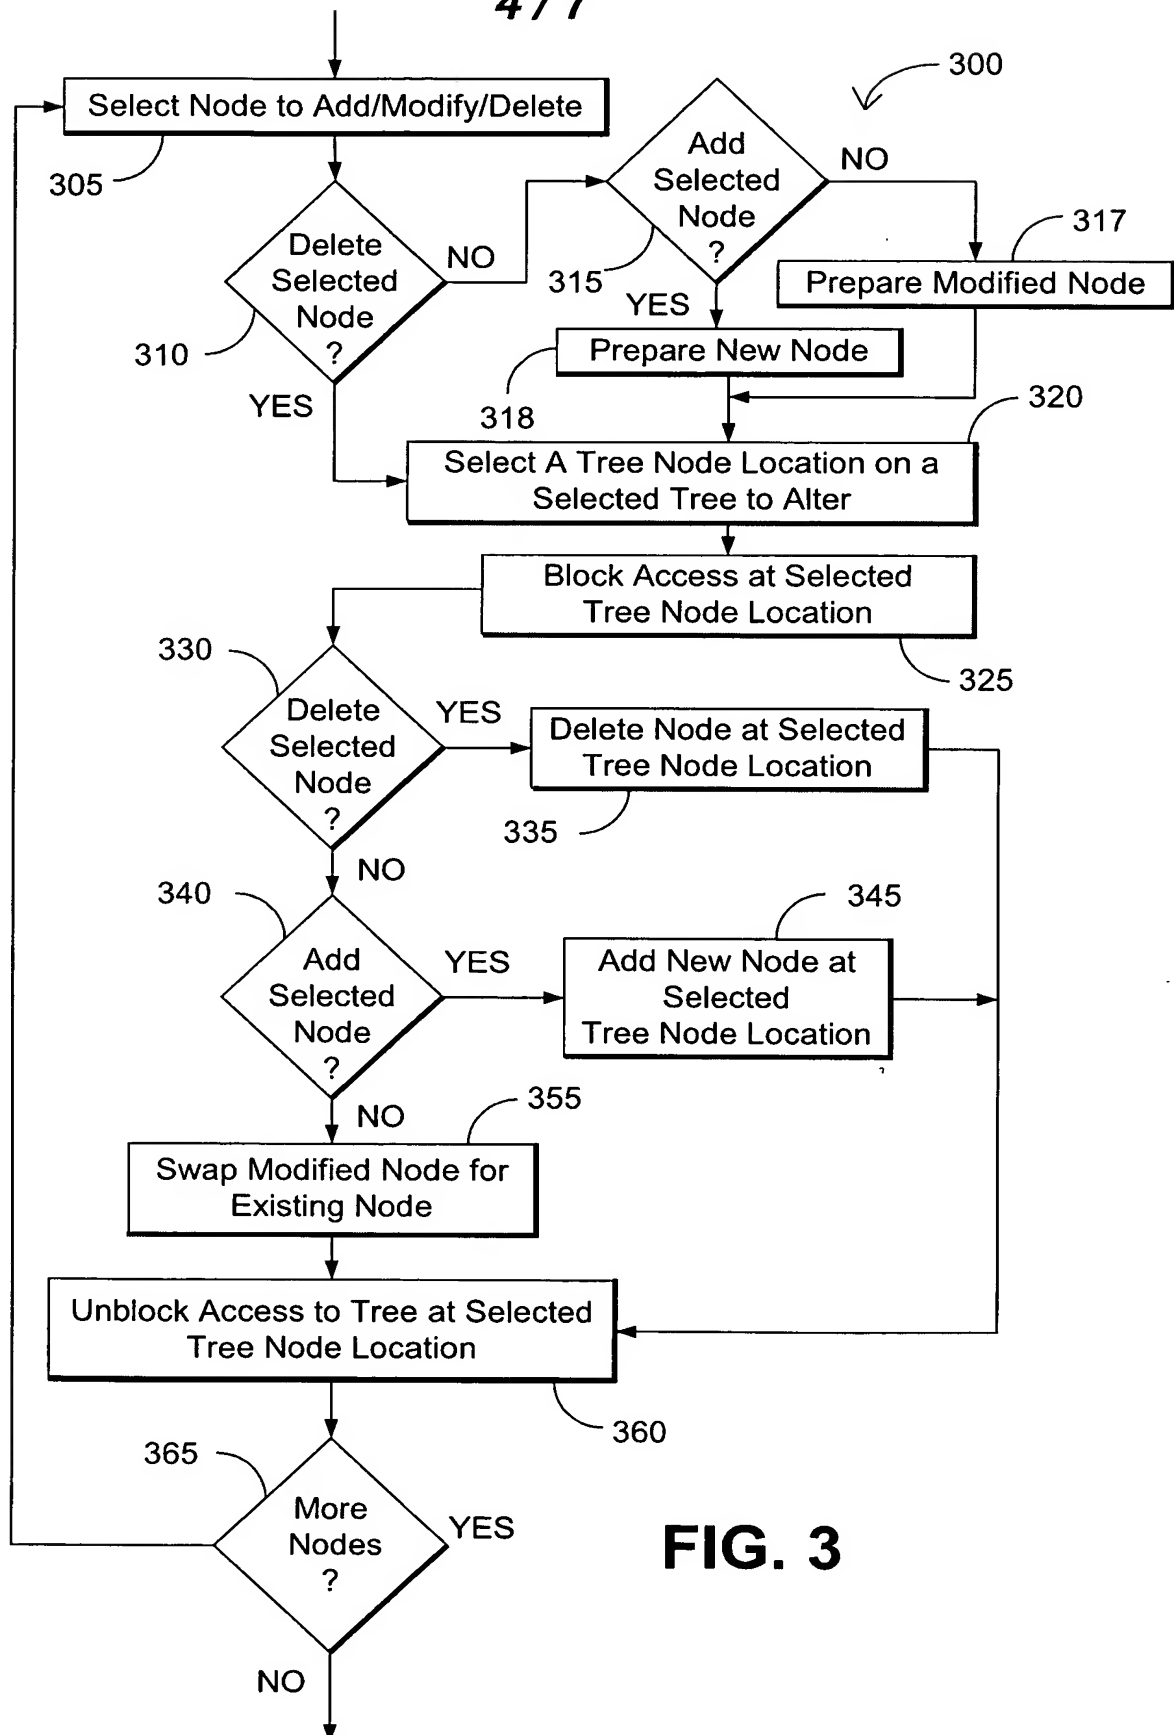 4/7
300
Select Node to Add/Modify/Delete
305
Add
Selected
Node
?
NO
315
YES
317
Prepare Modified Node
Delete
Selected
Node
?
NO
310
YES
Prepare New Node
318
320
Select A Tree Node Location on a
Selected Tree to Alter
Block Access at Selected
Tree Node Location
325
330
Delete
Selected
Node
?
YES
Delete Node at Selected
Tree Node Location
335
NO
340
Add
Selected
Node
?
YES
345
Add New Node at
Selected
Tree Node Location
NO
355
Swap Modified Node for
Existing Node
Unblock Access to Tree at Selected
Tree Node Location
360
365
More
Nodes
?
YES
NO
FIG. 3